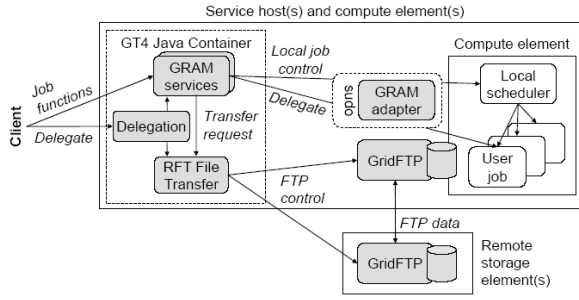 Service host(s) and compute element(s)
GT4 Java Container
Compute element
GRAM
services
Local job
control
Delegate
sudo
GRAM
adapter
Local
scheduler
Job
functions
Client
Delegate
Delegation
Transfer
request
RFT File
Transfer
FTP
control
GridFTP
User
job
FTP data
GridFTP
Remote
storage
element(s)